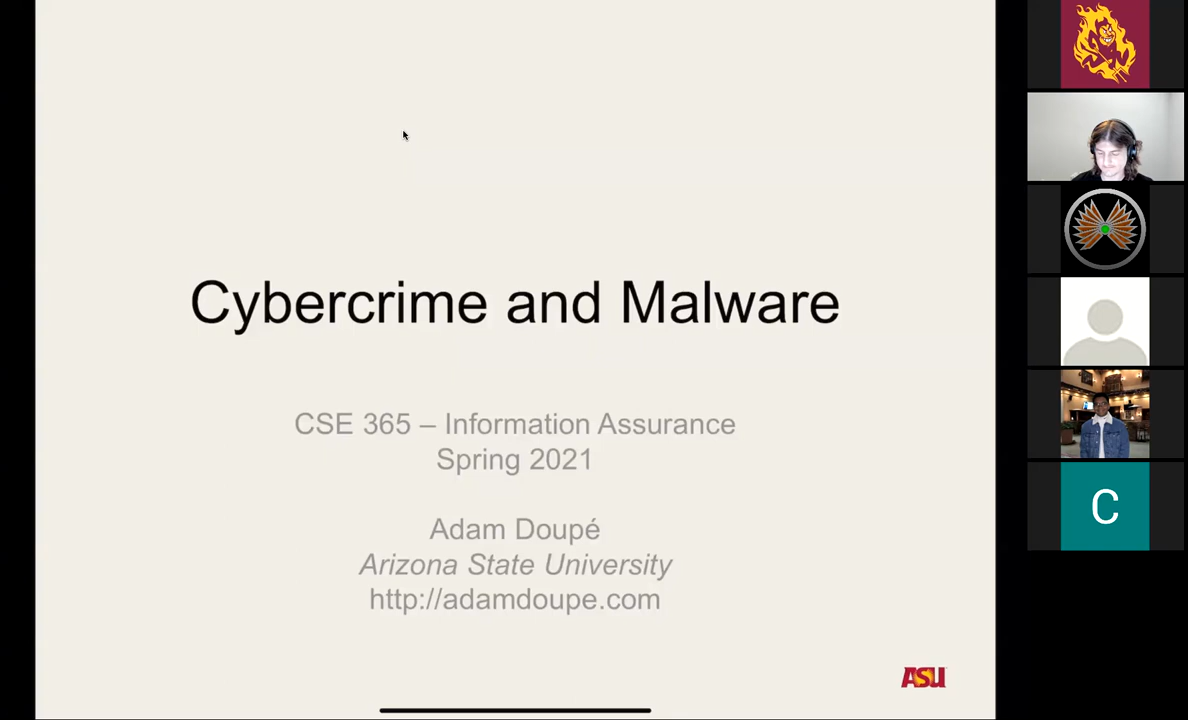 Cybercrime and Malware
CSE 365 – Information Assurance
Spring 2021
Adam Doupé
Arizona State University
http://adamdoupe.com
ASU
C